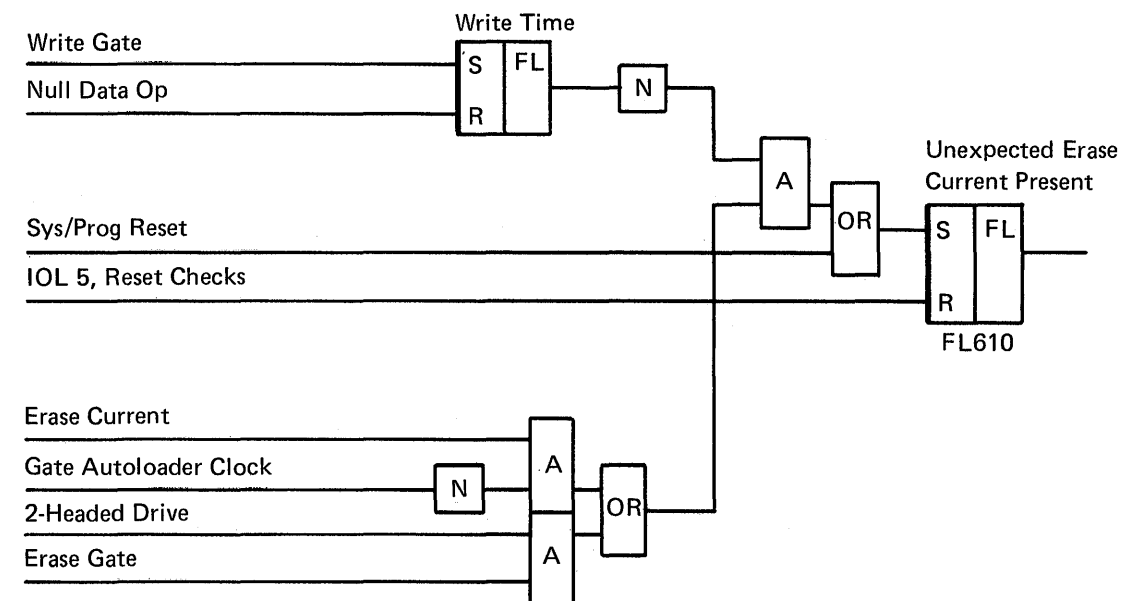 Write Time
Write Gate
S FL
Null Data Op
N
R
Unexpected Erase
Current Present
A
OR
Sys/Prog Reset
S FL
IOL 5, Reset Checks
R
FL610
Erase Current
Gate Autoloader Clock
A
N
OR
2-Headed Drive
Erase Gate
A